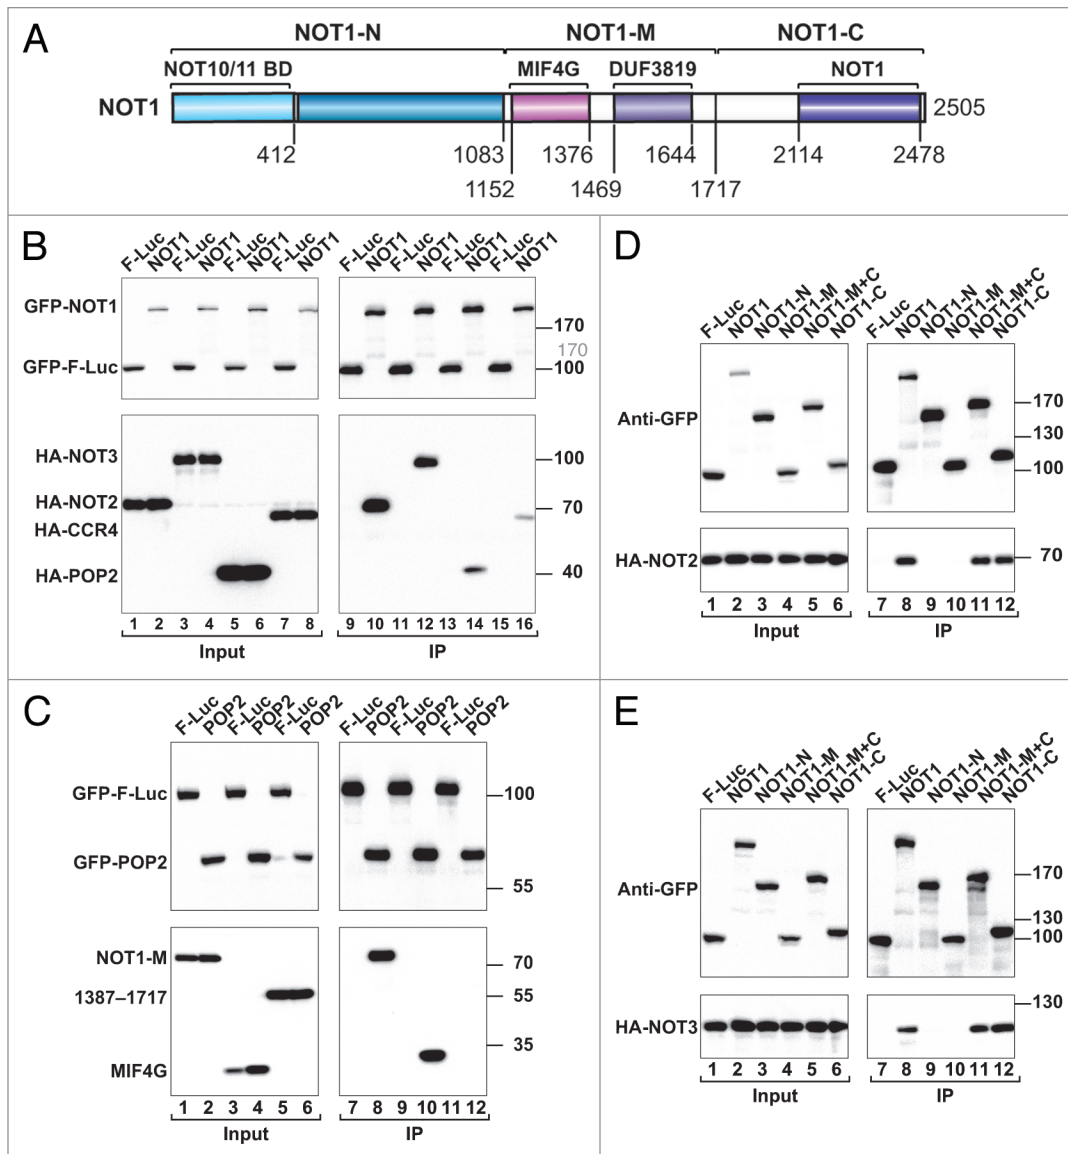 A
NOT1-N NOT1-M NOT1-C
NOT10/11 BD MIF4G DUF3819 NOT1
NOT1 2505
412 1083 1376 1644 2114 2478
1152 1469 1717
B
F-Luc NOT1 F-Luc NOT1 F-Luc NOT1 F-Luc NOT1 F-Luc NOT1 F-Luc NOT1 F-Luc NOT1 F-Luc NOT1
GFP-NOT1
170
170
GFP-F-Luc 100
HA-NOT3 100
HA-NOT2 70
HA-CCR4
HA-POP2 40
1 2 3 4 5 6 7 8 9 10 11 12 13 14 15 16
Input IP
C
F-Luc POP2 F-Luc POP2 F-Luc POP2 F-Luc POP2 F-Luc POP2 F-Luc POP2
GFP-F-Luc 100
GFP-POP2
55
NOT1-M 70
1387–1717 55
35
MIF4G
1 2 3 4 5 6 7 8 9 10 11 12
Input IP
D
F-Luc NOT1 NOT1-N NOT1-M NOT1-M+C NOT1-C F-Luc NOT1 NOT1-N NOT1-M NOT1-M+C NOT1-C
170
Anti-GFP 130
100
HA-NOT2 70
1 2 3 4 5 6 7 8 9 10 11 12
Input IP
E
F-Luc NOT1 NOT1-N NOT1-M NOT1-M+C NOT1-C F-Luc NOT1 NOT1-N NOT1-M NOT1-M+C NOT1-C
170
Anti-GFP
130
100
130
HA-NOT3
1 2 3 4 5 6 7 8 9 10 11 12
Input IP